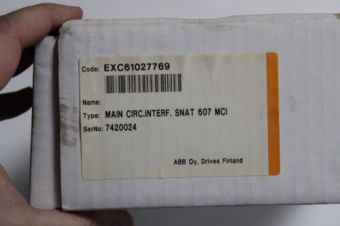 Code: EXC61027769
Name:
Type: MAIN CIRC.INTERF. SNAT 607 MCI
SerNo: 7420024
ABB Oy, Drives Finland